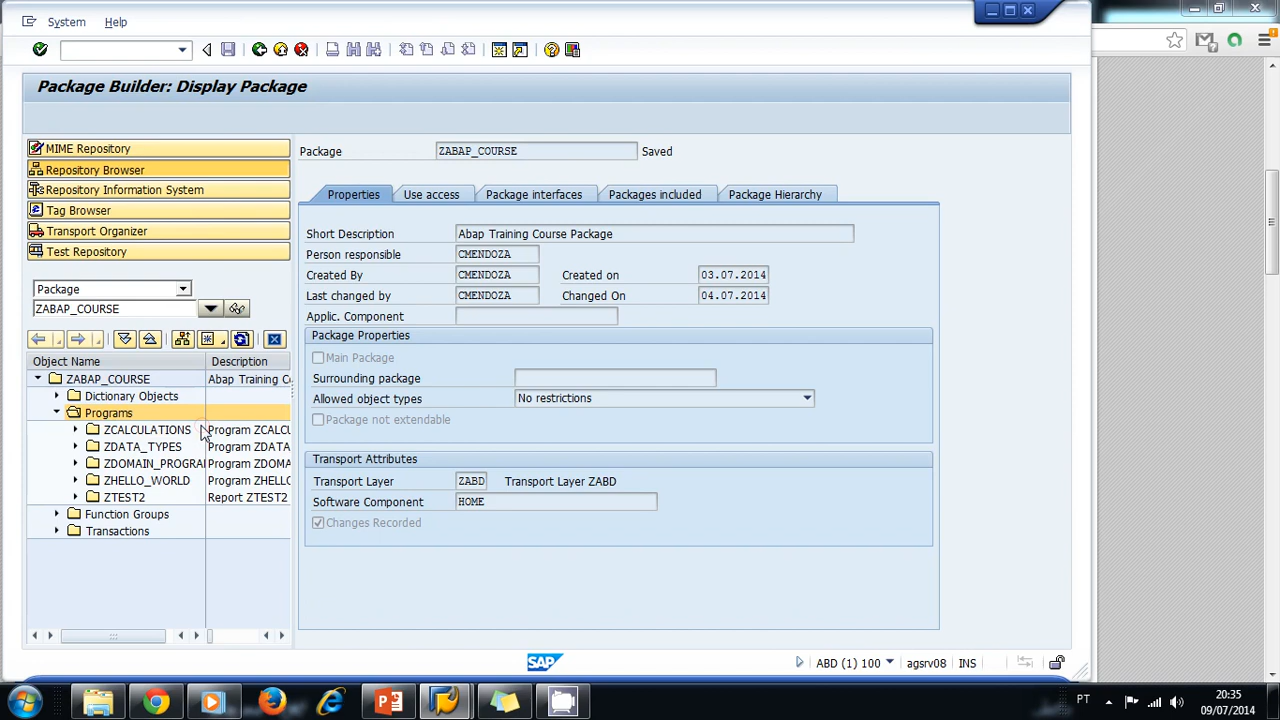 System Help
Package Builder: Display Package
MIME Repository
Repository Browser
Repository Information System
Tag Browser
Transport Organizer
Test Repository
Package
ZABAP_COURSE
Object Name Description
ZABAP_COURSE Abap Training C
Dictionary Objects
Programs
ZCALCULATIONS Program ZCALCU
ZDATA_TYPES Program ZDATA
ZDOMAIN_PROGRA Program ZDOMA
ZHELLO_WORLD Program ZHELLO
ZTEST2 Report ZTEST2
Function Groups
Transactions
Package ZABAP_COURSE Saved
Properties Use access Package interfaces Packages included Package Hierarchy
Short Description Abap Training Course Package
Person responsible CMENDOZA
Created By CMENDOZA Created on 03.07.2014
Last changed by CMENDOZA Changed On 04.07.2014
Applic. Component
Package Properties
Main Package
Surrounding package
Allowed object types No restrictions
Package not extendable
Transport Attributes
Transport Layer ZABD Transport Layer ZABD
Software Component HOME
Changes Recorded
SAP ABD (1) 100 agsrv08 INS
PT 20:35
09/07/2014